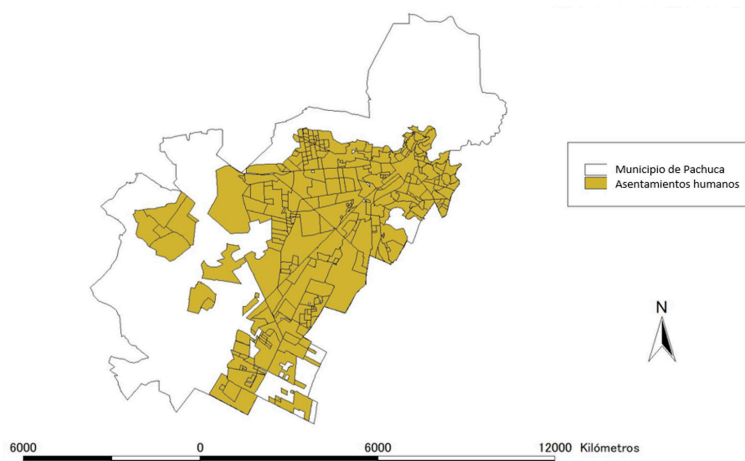 Municipio de Pachuca
Asentamientos humanos
N
6000 0 6000 12000 Kilómetros